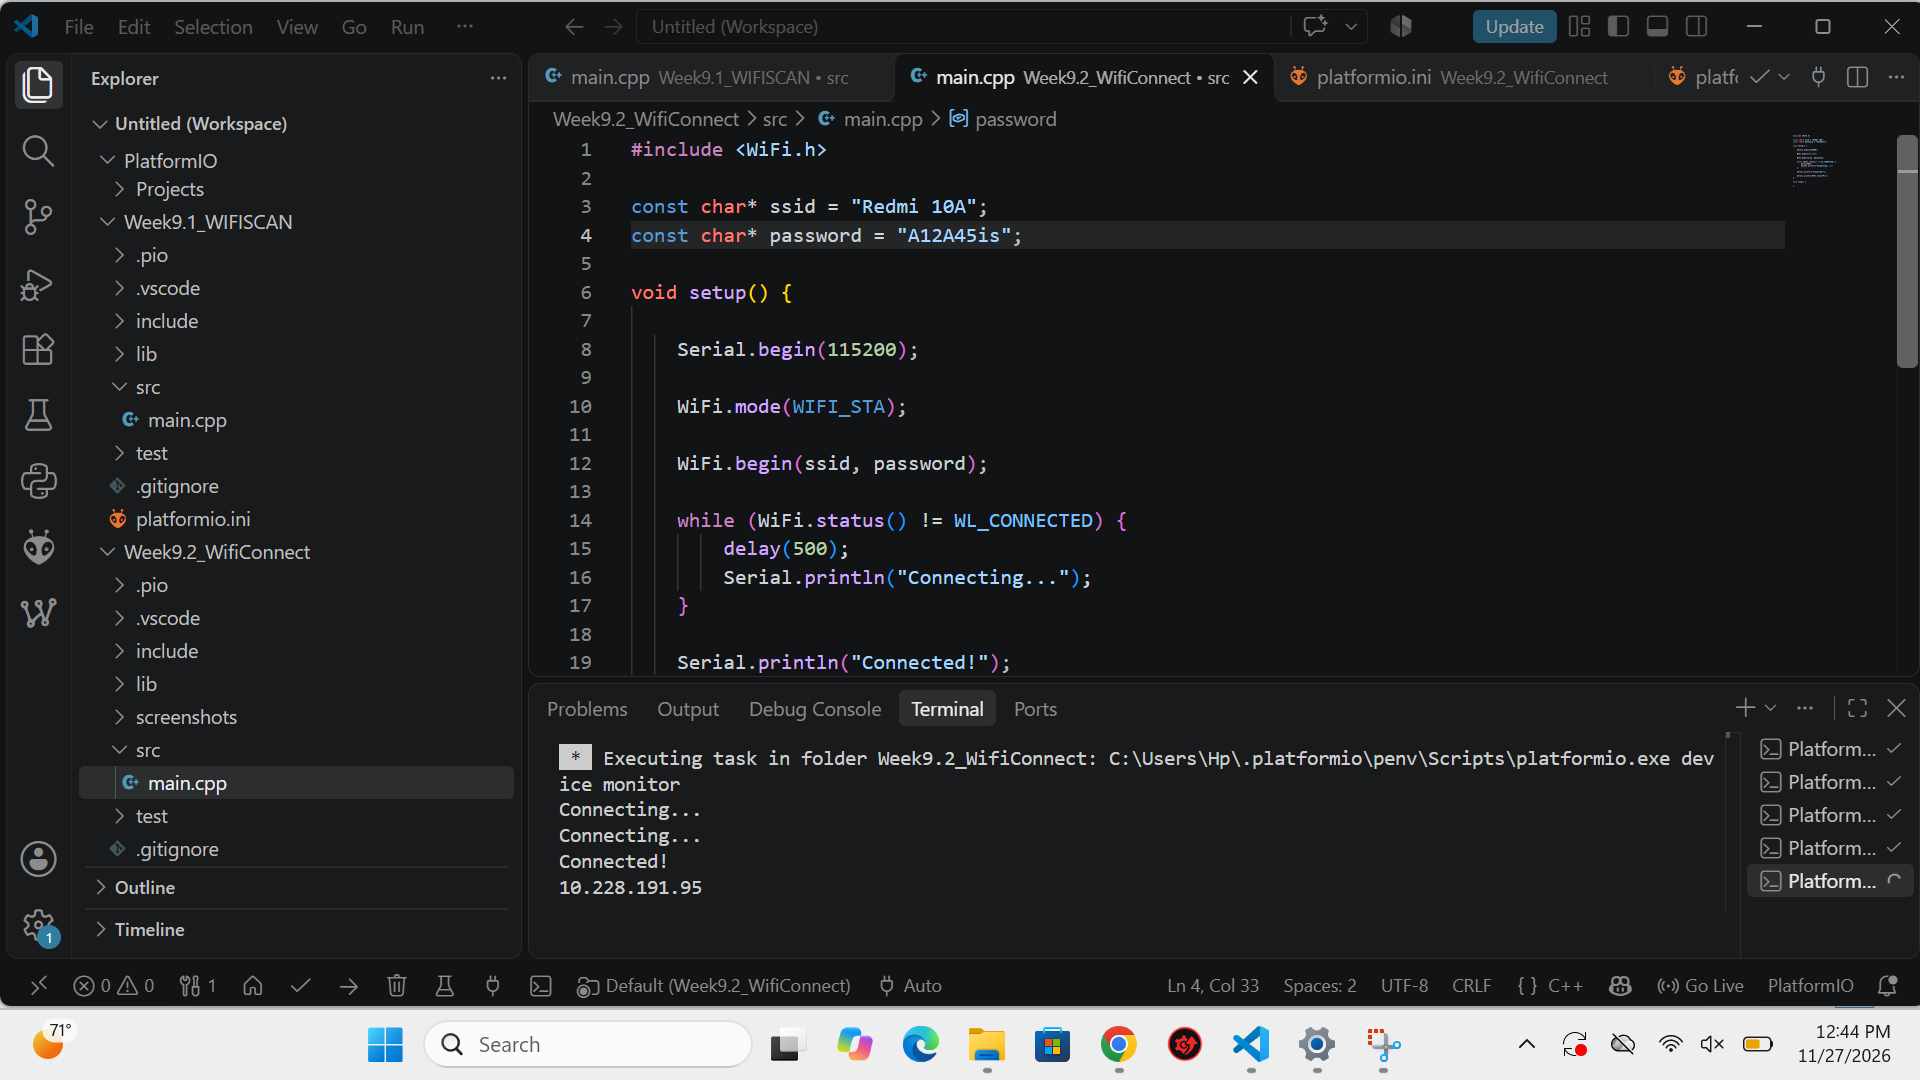 File Edit Selection View Go Run ··· Untitled (Workspace) Update
Explorer ···
Untitled (Workspace)
PlatformIO
Projects
Week9.1_WIFISCAN
.pio
.vscode
include
lib
src
main.cpp
test
.gitignore
platformio.ini
Week9.2_WifiConnect
.pio
.vscode
include
lib
screenshots
src
main.cpp
test
.gitignore
Outline
Timeline
1
main.cpp Week9.1_WIFISCAN • src main.cpp Week9.2_WifiConnect • src platformio.ini Week9.2_WifiConnect platfo ···
Week9.2_WifiConnect > src > main.cpp > password
1 #include <WiFi.h>
2
3 const char* ssid = "Redmi 10A";
4 const char* password = "A12A45is";
5
6 void setup() {
7
8 Serial.begin(115200);
9
10 WiFi.mode(WIFI_STA);
11
12 WiFi.begin(ssid, password);
13
14 while (WiFi.status() != WL_CONNECTED) {
15 delay(500);
16 Serial.println("Connecting...");
17 }
18
19 Serial.println("Connected!");
Problems Output Debug Console Terminal Ports ···
* Executing task in folder Week9.2_WifiConnect: C:\Users\Hp\.platformio\penv\Scripts\platformio.exe dev
ice monitor
Connecting...
Connecting...
Connected!
10.228.191.95
Platform...
Platform...
Platform...
Platform...
Platform...
0 0 1 Default (Week9.2_WifiConnect) Auto Ln 4, Col 33 Spaces: 2 UTF-8 CRLF { } C++ Go Live PlatformIO
71° Search 12:44 PM
11/27/2026